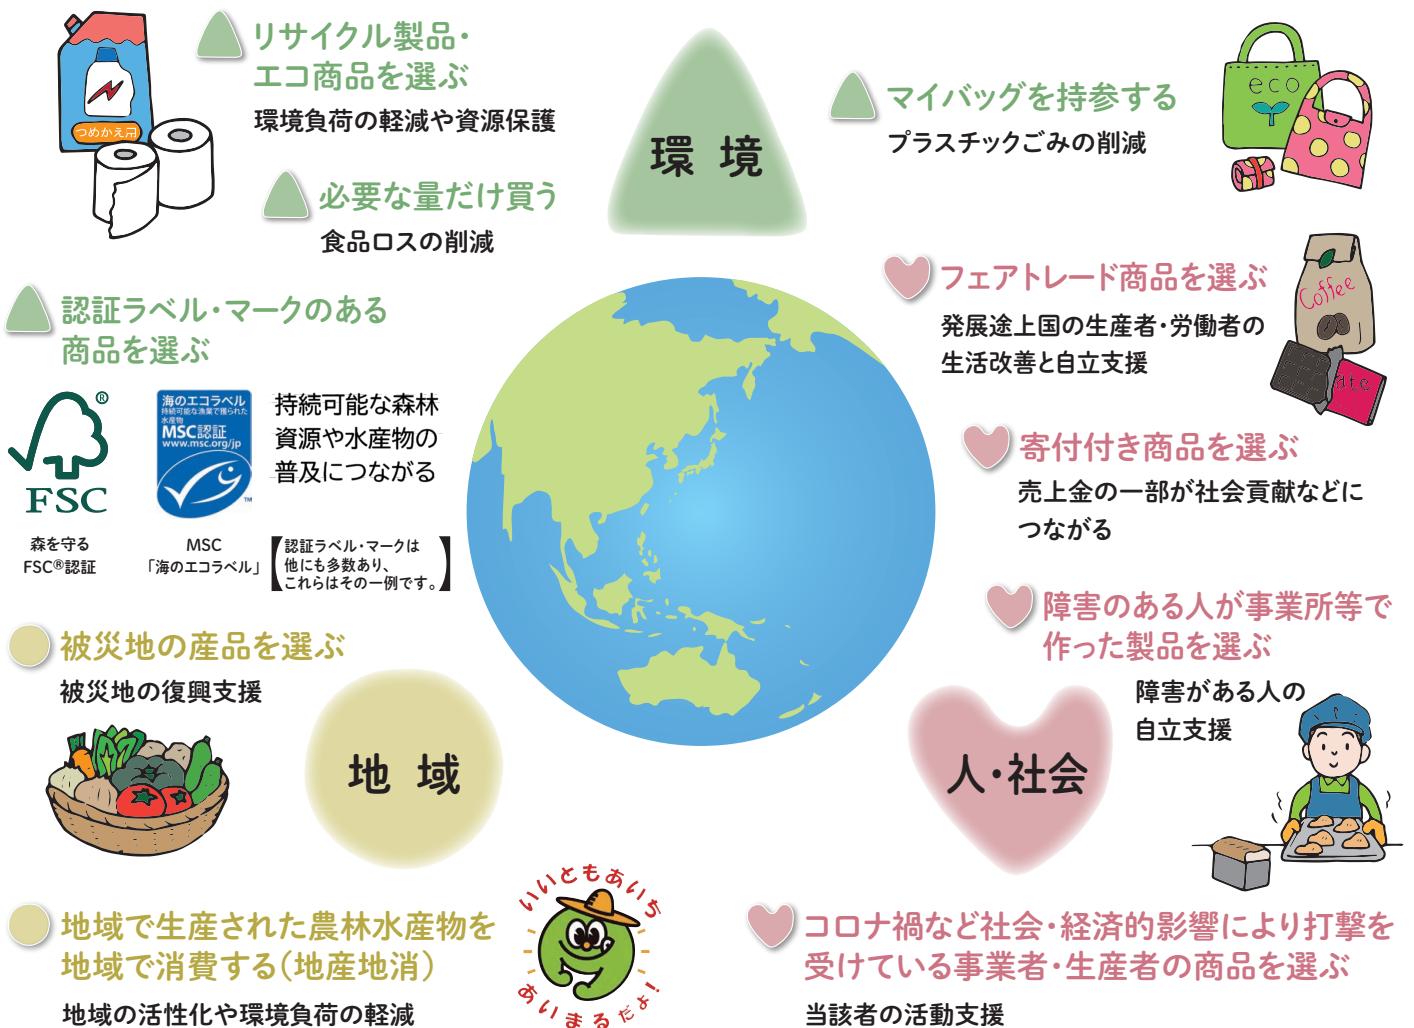 リサイクル製品・
エコ商品を選ぶ
環境負荷の軽減や資源保護
つめかえ用
必要な量だけ買う
食品ロスの削減
環境
マイバッグを持参する
プラスチックごみの削減
eco
認証ラベル・マークのある
商品を選ぶ
FSC
®
森を守る
FSC®認証
海のエコラベル
持続可能な漁業で獲られた
水産物
MSC認証
www.msc.org/jp
TM
MSC
「海のエコラベル」
持続可能な森林
資源や水産物の
普及につながる
【認証ラベル・マークは
他にも多数あり、
これらはその一例です。】
フェアトレード商品を選ぶ
発展途上国の生産者・労働者の
生活改善と自立支援
Coffee
ate
寄付付き商品を選ぶ
売上金の一部が社会貢献などに
つながる
障害のある人が事業所等で
作った製品を選ぶ
障害がある人の
自立支援
人・社会
被災地の産品を選ぶ
被災地の復興支援
地域
地域で生産された農林水産物を
地域で消費する（地産地消）
地域の活性化や環境負荷の軽減
いいともあいち
あいまるだよ！
コロナ禍など社会・経済的影響により打撃を
受けている事業者・生産者の商品を選ぶ
当該者の活動支援